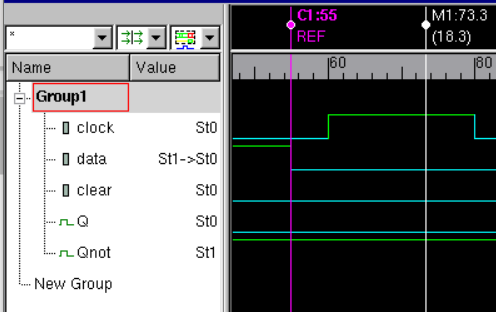 *
C1:55
REF
M1:73.3
(18.3)
Name Value
60 80
Group1
clock St0
data St1->St0
clear St0
Q St0
Qnot St1
New Group